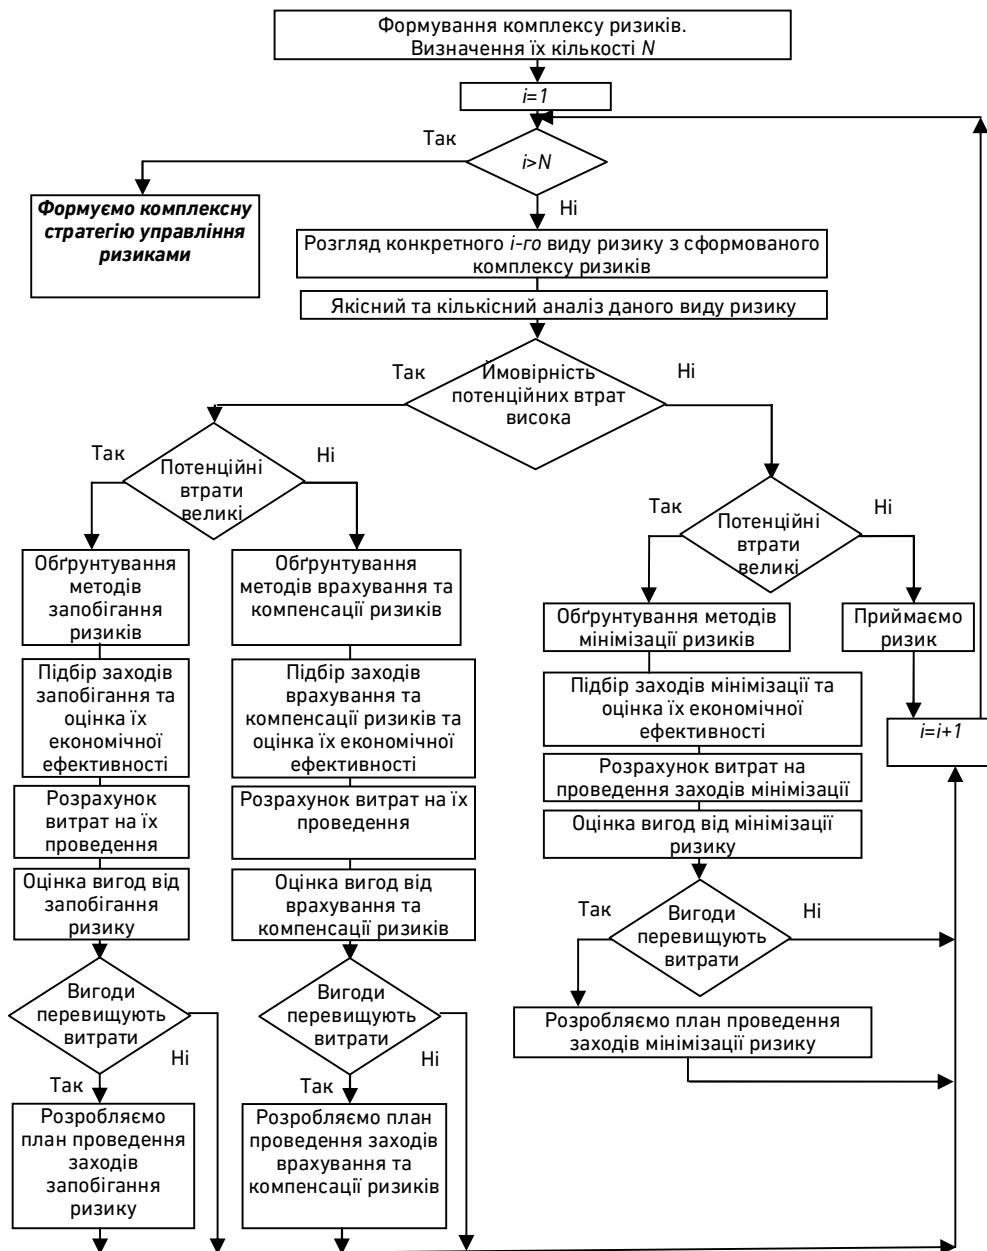 Формування комплексу ризиків.
Визначення їх кількості N
i=1
Так
i>N
Ні
Формуємо комплексну
стратегію управління
ризиками
Розгляд конкретного i-го виду ризику з сформованого
комплексу ризиків
Якісний та кількісний аналіз даного виду ризику
Так
Ймовірність
потенційних втрат
висока
Ні
Так
Потенційні
втрати
великі
Ні
Так
Потенційні
втрати
великі
Ні
Обґрунтування
методів
запобігання
ризиків
Обґрунтування
методів врахування та
компенсації ризиків
Обґрунтування методів
мінімізації ризиків
Приймаємо
ризик
Підбір заходів
запобігання та
оцінка їх
економічної
ефективності
Підбір заходів
врахування та
компенсації ризиків та
оцінка їх економічної
ефективності
Підбір заходів мінімізації та
оцінка їх економічної
ефективності
i=i+1
Розрахунок
витрат на їх
проведення
Розрахунок витрат на їх
проведення
Розрахунок витрат на
проведення заходів мінімізації
Оцінка вигод від мінімізації
ризику
Оцінка вигод від
запобігання
ризику
Оцінка вигод від
врахування та
компенсації ризиків
Так
Вигоди
перевищують
витрати
Ні
Вигоди
перевищують
витрати
Ні
Так
Вигоди
перевищують
витрати
Ні
Так
Розробляємо план проведення
заходів мінімізації ризику
Розробляємо
план проведення
заходів
запобігання
ризику
Розробляємо план
проведення заходів
врахування та
компенсації ризиків